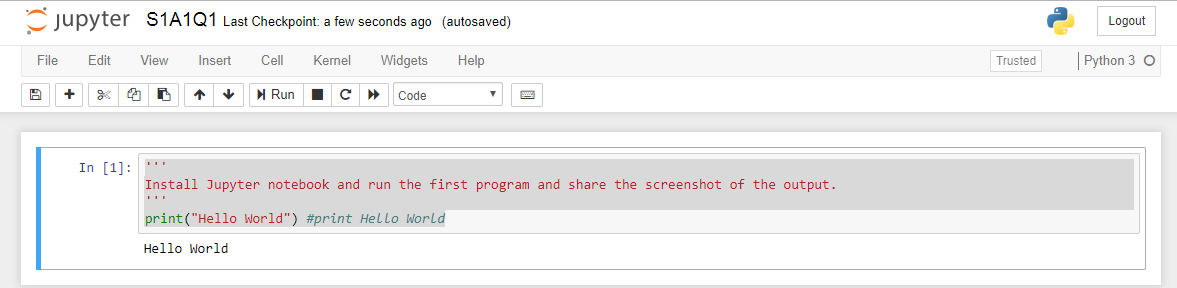 jupyter S1A1Q1 Last Checkpoint: a few seconds ago (autosaved) Logout
File Edit View Insert Cell Kernel Widgets Help Trusted Python 3
Run Code
In [1]: '''
Install Jupyter notebook and run the first program and share the screenshot of the output.
'''
print("Hello World") #print Hello World
Hello World